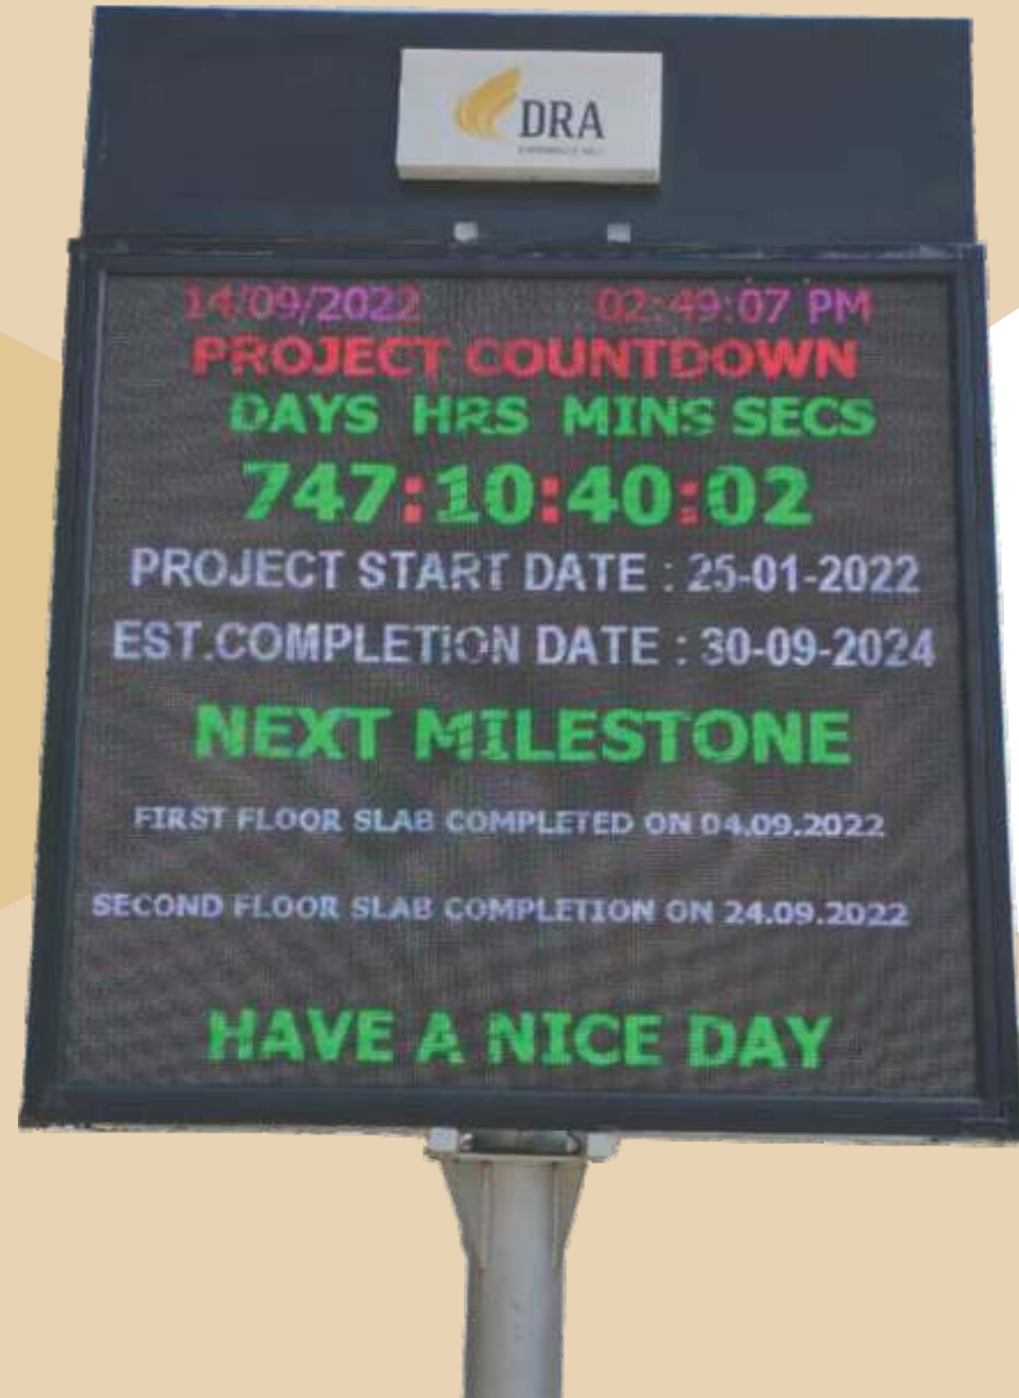 DRA
14/09/2022 02:49:07 PM
PROJECT COUNTDOWN
DAYS HRS MINS SECS
747:10:40:02
PROJECT START DATE : 25-01-2022
EST.COMPLETION DATE : 30-09-2024
NEXT MILESTONE
FIRST FLOOR SLAB COMPLETED ON 04.09.2022
SECOND FLOOR SLAB COMPLETION ON 24.09.2022
HAVE A NICE DAY